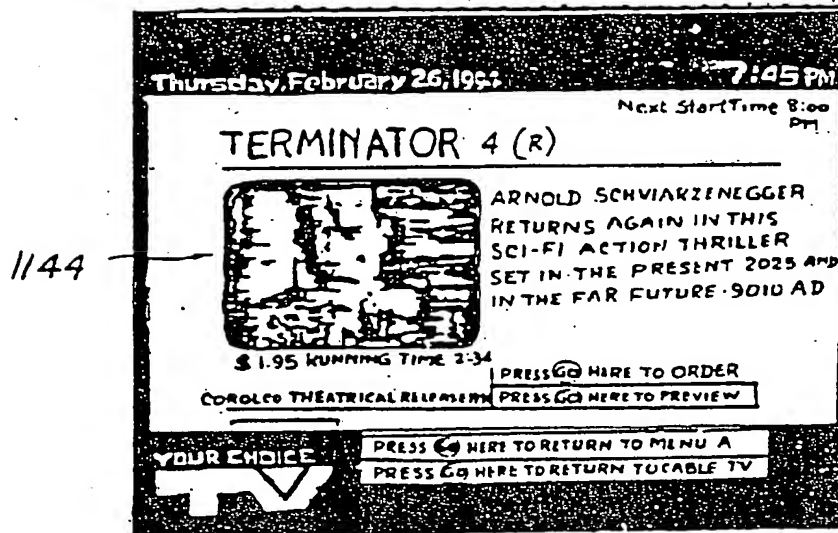 Thursday, February 26, 7:45 PM
Next Start Time 8:00
PM
TERMINATOR 4 (R)
ARNOLD SCHVIARZENEGGER
RETURNS AGAIN IN THIS
SCI-FI ACTION THRILLER
SET IN THE PRESENT 2025 AND
IN THE FAR FUTURE · 9010 AD
1144
$1.95 RUNNING TIME 2:34
PRESS GO HERE TO ORDER
COROLCO THEATRICAL PRESS GO HERE TO PREVIEW
YOUR CHOICE
TV
PRESS GO HERE TO RETURN TO MENU A
PRESS GO HERE TO RETURN TO CABLE TV